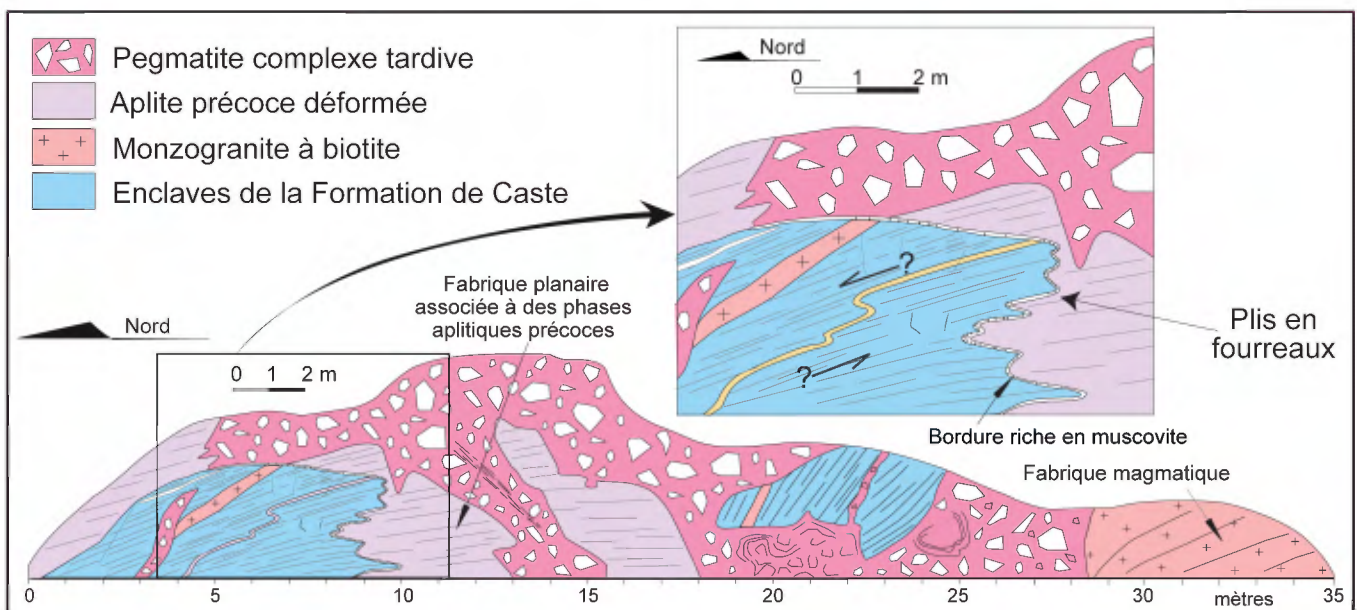 Pegmatite complexe tardive
Aplite précoce déformée
Monzogranite à biotite
Enclaves de la Formation de Caste
Nord
0 1 2 m
?
?
Plis en
fourreaux
Bordure riche en muscovite
Nord
0 1 2 m
Fabrique planaire
associée à des phases
aplitiques précoces
Fabrique magmatique
0 5 10 15 20 25 30 mètres 35